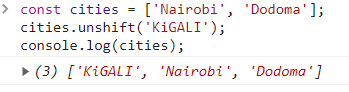 > const cities = ['Nairobi', 'Dodoma'];
cities.unshift('KiGALI');
console.log(cities);
▶ (3) ['KiGALI', 'Nairobi', 'Dodoma']